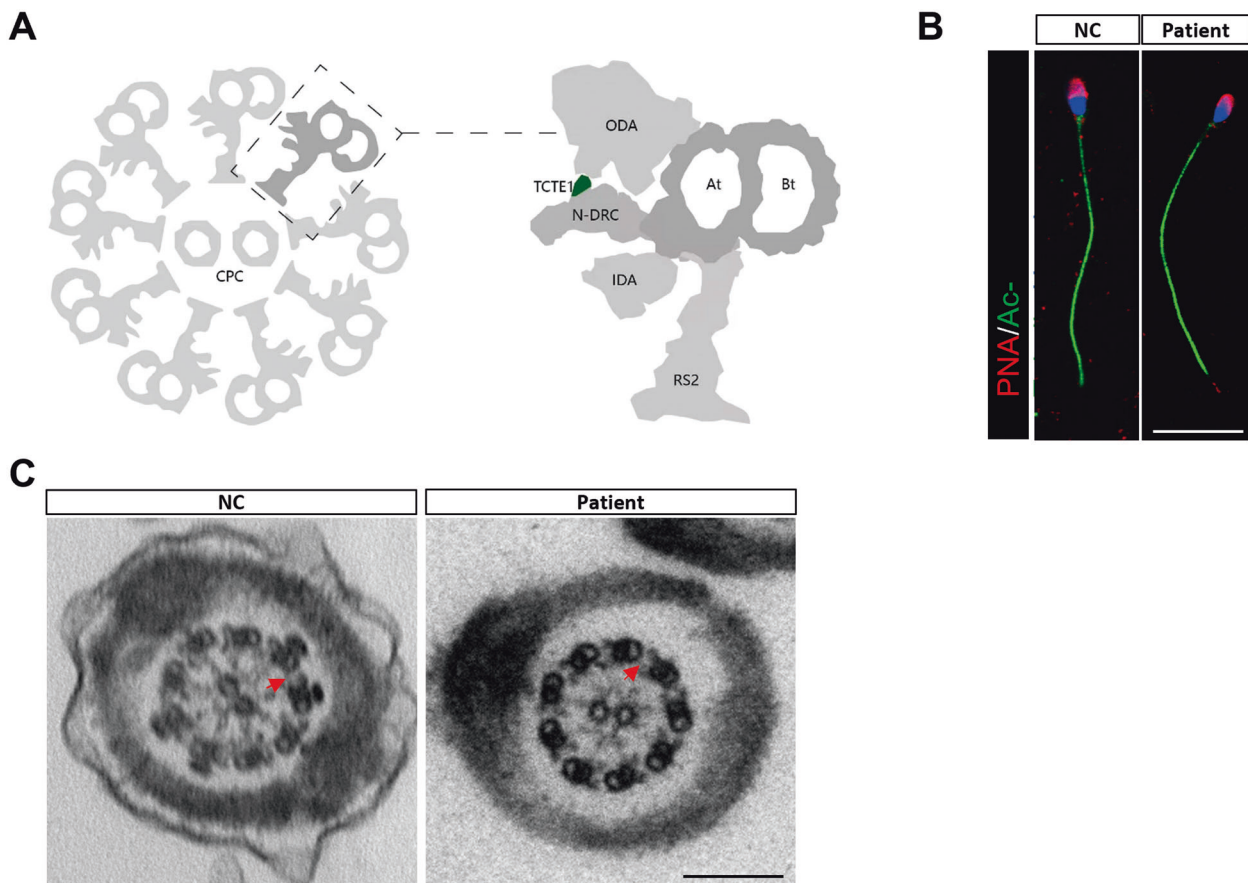 A
ODA
TCTE1
At
Bt
N-DRC
CPC
IDA
RS2
B
NC
Patient
PNA/Ac-
C
NC
Patient